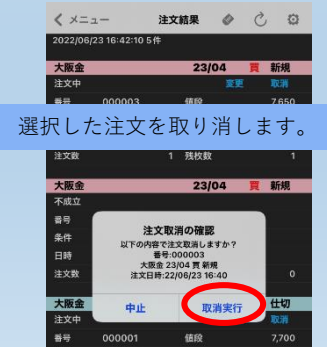 メニュー 注文結果
2022/06/23 16:42:10 5件
大阪金 23/04 買 新規
注文中 変更 取消
番号 000003 値段 7,650
選択した注文を取り消します。
注文数 1 残枚数 1
大阪金 23/04 買 新規
不成立
番号
条件
日時
注文数 0
注文取消の確認
以下の内容で注文取消しますか？
番号:000003
大阪金 23/04 買 新規
注文日時:22/06/23 16:40
中止 取消実行
大阪金 仕切
注文中 取消
番号 000001 値段 7,700